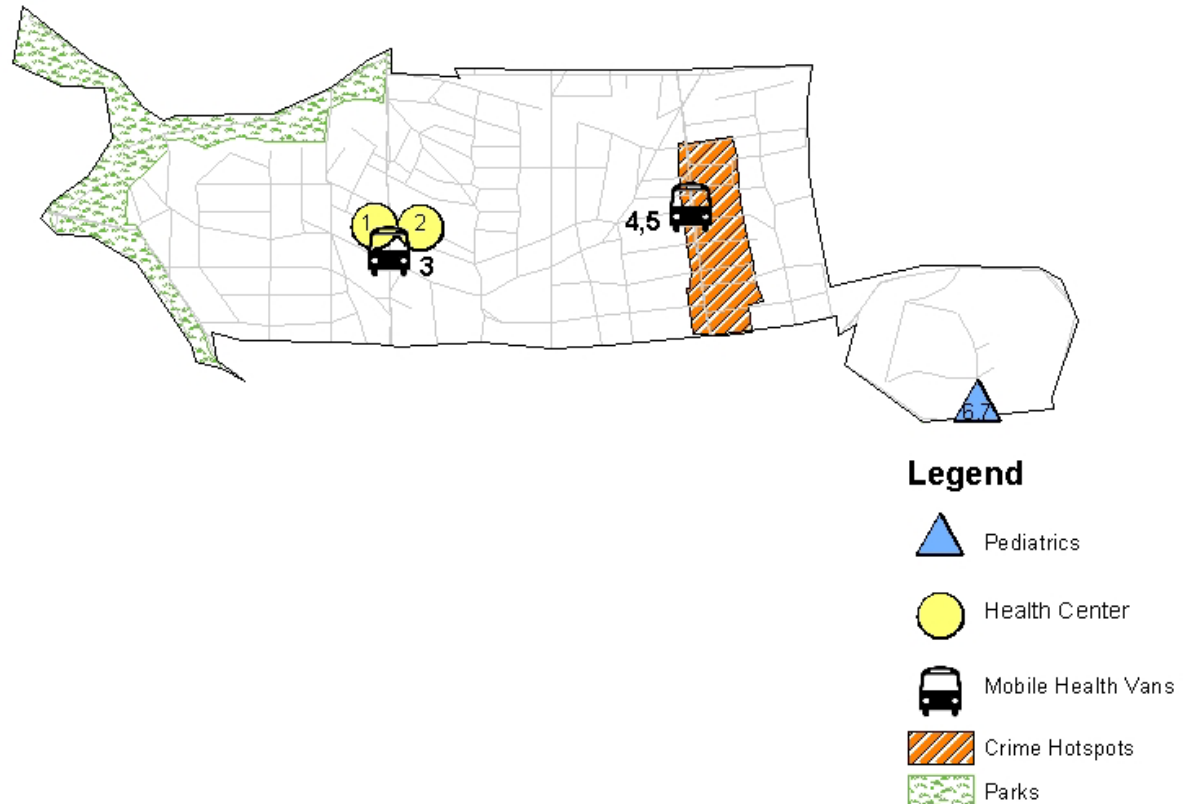 1
2
3
4,5
6,7
Legend
Pediatrics
Health Center
Mobile Health Vans
Crime Hotspots
Parks